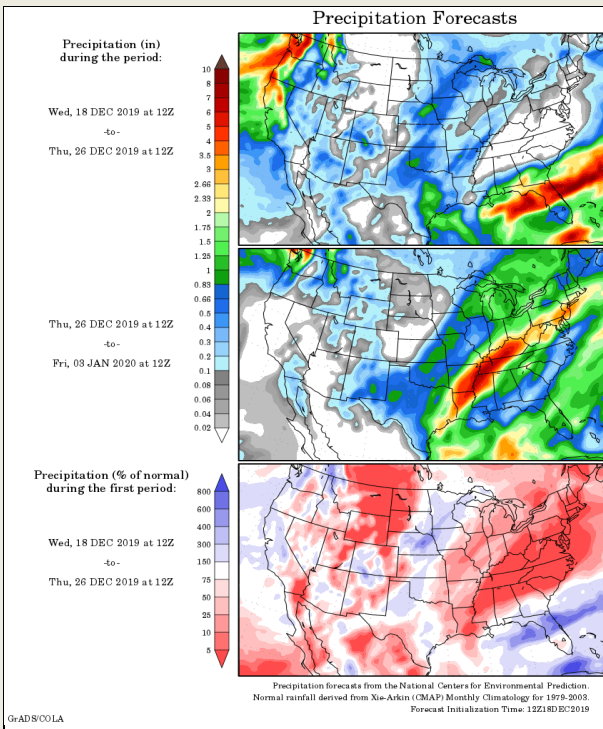 Precipitation Forecasts
Precipitation (in)
during the period:
Wed, 18 DEC 2019 at 12Z
-to-
Thu, 26 DEC 2019 at 12Z
10
8
7
6
5
4
3.5
3
2.66
2.33
2
1.75
1.5
1.25
1
0.83
0.66
0.5
0.4
0.3
0.2
0.1
0.08
0.06
0.04
0.02
Thu, 26 DEC 2019 at 12Z
-to-
Fri, 03 JAN 2020 at 12Z
Precipitation (% of normal)
during the first period:
Wed, 18 DEC 2019 at 12Z
-to-
Thu, 26 DEC 2019 at 12Z
800
600
400
300
150
75
50
25
10
5
Precipitation forecasts from the National Centers for Environmental Prediction.
Normal rainfall derived from Xie-Arkin (CMAP) Monthly Climatology for 1979-2003.
Forecast Initialization Time: 12Z18DEC2019
GrADS/COLA